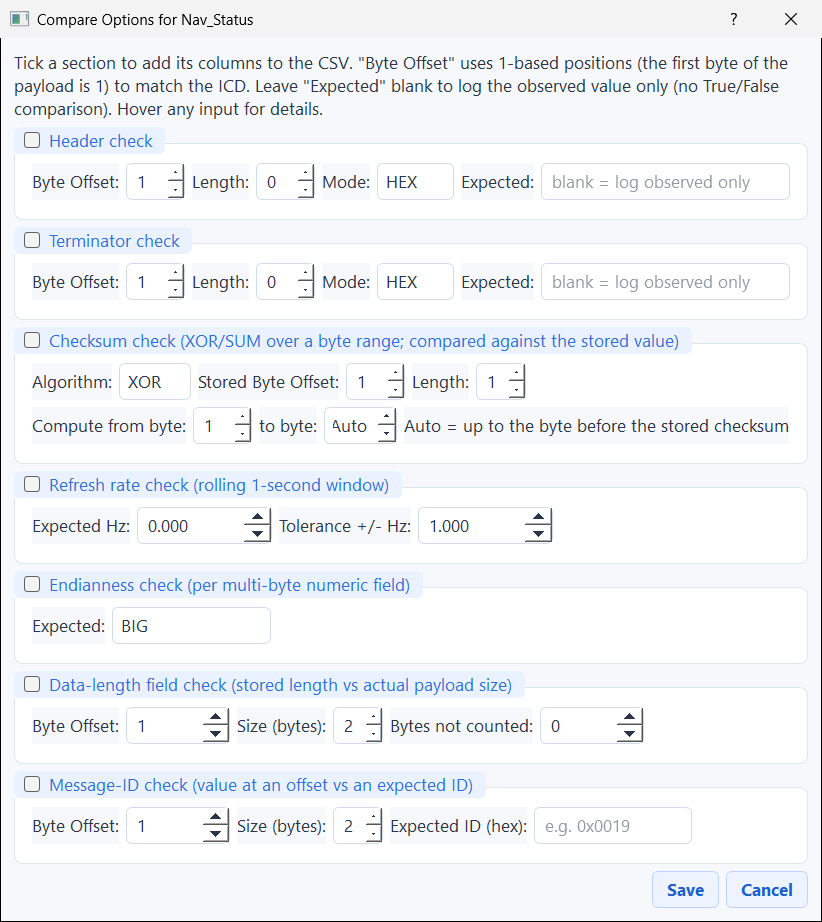 Compare Options for Nav_Status ?
Tick a section to add its columns to the CSV. "Byte Offset" uses 1-based positions (the first byte of the
payload is 1) to match the ICD. Leave "Expected" blank to log the observed value only (no True/False
comparison). Hover any input for details.
Header check
Byte Offset: 1 Length: 0 Mode: HEX Expected: blank = log observed only
Terminator check
Byte Offset: 1 Length: 0 Mode: HEX Expected: blank = log observed only
Checksum check (XOR/SUM over a byte range; compared against the stored value)
Algorithm: XOR Stored Byte Offset: 1 Length: 1
Compute from byte: 1 to byte: Auto Auto = up to the byte before the stored checksum
Refresh rate check (rolling 1-second window)
Expected Hz: 0.000 Tolerance +/- Hz: 1.000
Endianness check (per multi-byte numeric field)
Expected: BIG
Data-length field check (stored length vs actual payload size)
Byte Offset: 1 Size (bytes): 2 Bytes not counted: 0
Message-ID check (value at an offset vs an expected ID)
Byte Offset: 1 Size (bytes): 2 Expected ID (hex): e.g. 0x0019
Save Cancel